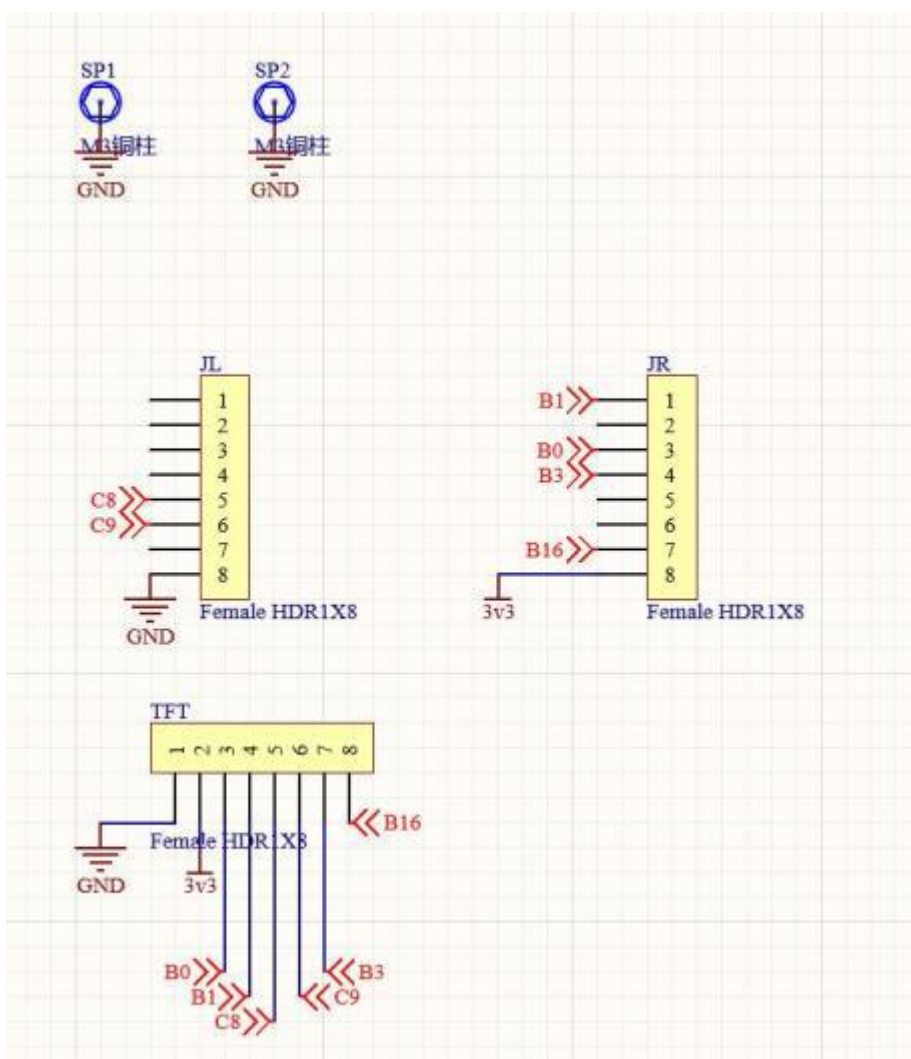 SP1 SP2
M3铜柱 M3铜柱
GND GND
JL JR
B1 1 1
2 2
B0 3 3
B3 4 4
C8 5 5
C9 6 6
B16 7 7
8 8
GND Female HDR1X8 3v3 Female HDR1X8
TFT
1 2 3 4 5 6 7 8
B16
Female HDR1X8
GND 3v3
B0 B3
B1 C9
C8